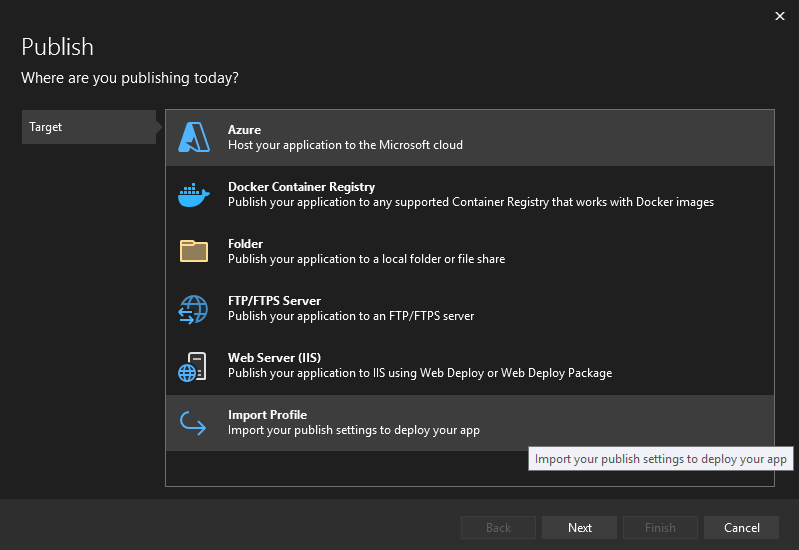 Publish
Where are you publishing today?
Target
Azure
Host your application to the Microsoft cloud
Docker Container Registry
Publish your application to any supported Container Registry that works with Docker images
Folder
Publish your application to a local folder or file share
FTP/FTPS Server
Publish your application to an FTP/FTPS server
Web Server (IIS)
Publish your application to IIS using Web Deploy or Web Deploy Package
Import Profile
Import your publish settings to deploy your app
Import your publish settings to deploy your app
Back
Next
Finish
Cancel